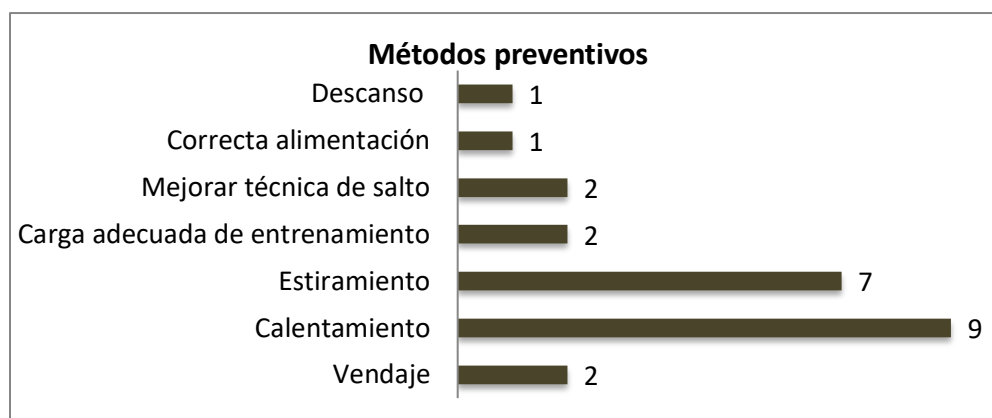 Métodos preventivos
Descanso 1
Correcta alimentación 1
Mejorar técnica de salto 2
Carga adecuada de entrenamiento 2
Estiramiento 7
Calentamiento 9
Vendaje 2